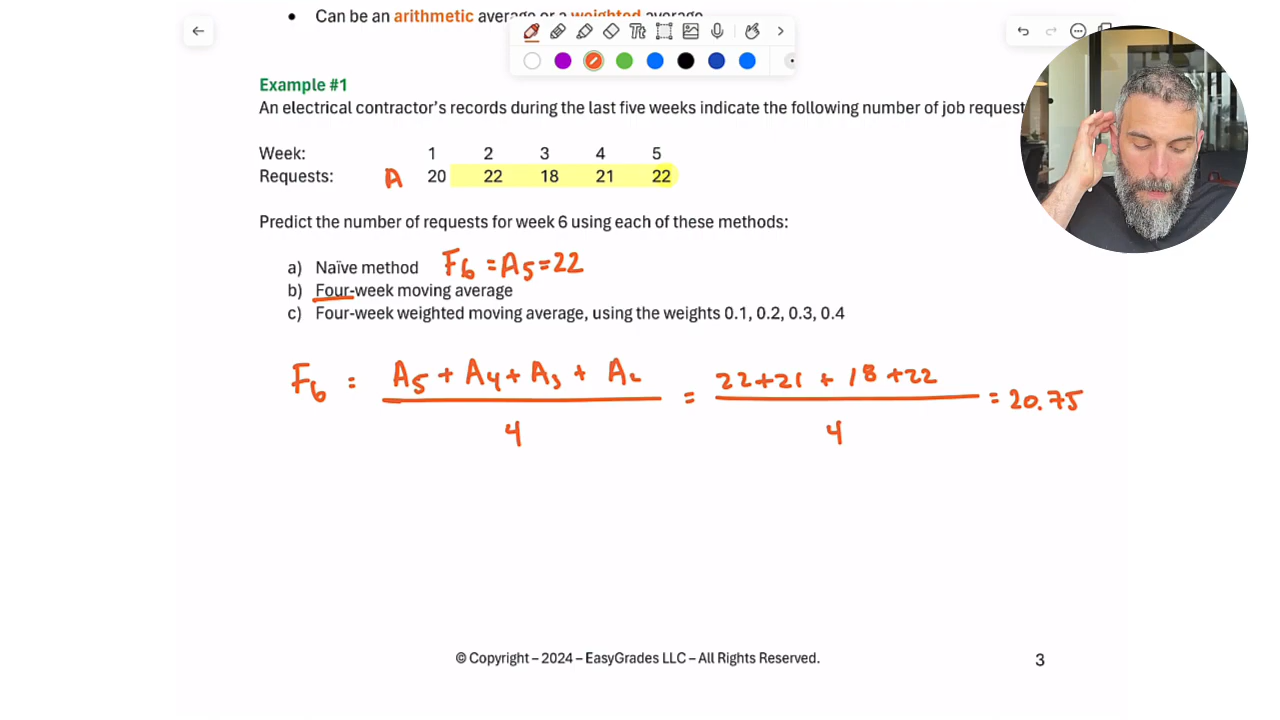 • Can be an arithmetic average or a weighted average
Example #1
An electrical contractor's records during the last five weeks indicate the following number of job request
Week: 1 2 3 4 5
Requests: A 20 22 18 21 22
Predict the number of requests for week 6 using each of these methods:
a) Naïve method F6 = A5 = 22
b) Four-week moving average
c) Four-week weighted moving average, using the weights 0.1, 0.2, 0.3, 0.4
F6 = A5 + A4 + A3 + A2 / 4 = 22+21 + 18 +22 / 4 = 20.75
© Copyright – 2024 – EasyGrades LLC – All Rights Reserved.
3